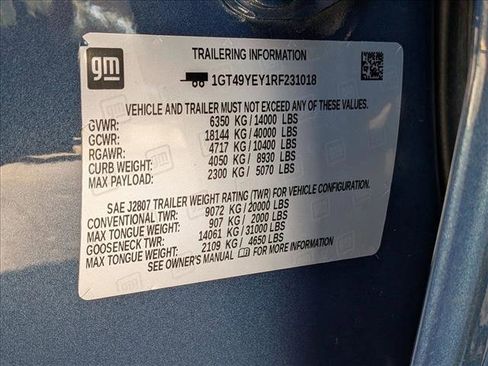 gm
TRAILERING INFORMATION
1GT49YEY1RF231018
VEHICLE AND TRAILER MUST NOT EXCEED ANY OF THESE VALUES.
GVWR: 6350 KG / 14000 LBS
GCWR: 18144 KG / 40000 LBS
RGAWR: 4717 KG / 10400 LBS
CURB WEIGHT: 4050 KG / 8930 LBS
MAX PAYLOAD: 2300 KG / 5070 LBS
SAE J2807 TRAILER WEIGHT RATING (TWR) FOR VEHICLE CONFIGURATION.
CONVENTIONAL TWR: 9072 KG / 20000 LBS
MAX TONGUE WEIGHT: 907 KG / 2000 LBS
GOOSENECK TWR: 14061 KG / 31000 LBS
MAX TONGUE WEIGHT: 2109 KG / 4650 LBS
SEE OWNER'S MANUAL FOR MORE INFORMATION.